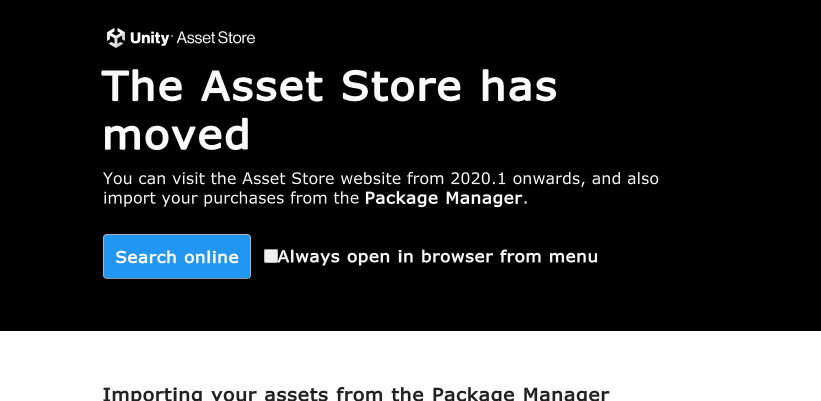 Unity Asset Store
The Asset Store has
moved
You can visit the Asset Store website from 2020.1 onwards, and also
import your purchases from the Package Manager.
Search online
Always open in browser from menu
Importing your assets from the Package Manager